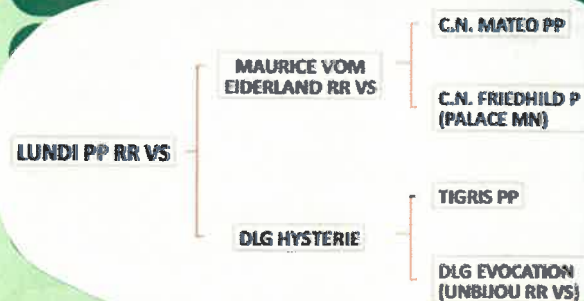 C.N. MATEO PP
MAURICE VOM
EIDERLAND RR VS
C.N. FRIEDHILD P
(PALACE MN)
LUNDI PP RR VS
TIGRIS PP
DLG HYSTERIE
DLG EVOCATION
(UNBIJOU RR VS)